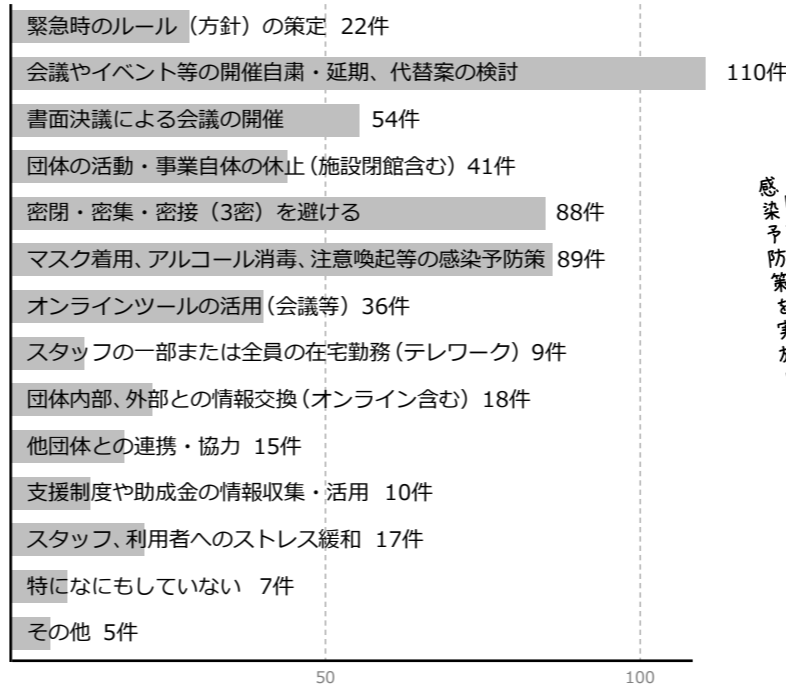 緊急時のルール（方針）の策定 22件
会議やイベント等の開催自粛・延期、代替案の検討 110件
書面決議による会議の開催 54件
団体の活動・事業自体の休止（施設閉館含む）41件
密閉・密集・密接（3密）を避ける 88件
マスク着用、アルコール消毒、注意喚起等の感染予防策 89件
オンラインツールの活用（会議等）36件
スタッフの一部または全員の在宅勤務（テレワーク）9件
団体内部、外部との情報交換（オンライン含む）18件
他団体との連携・協力 15件
支援制度や助成金の情報収集・活用 10件
スタッフ、利用者へのストレス緩和 17件
特になにもしていない 7件
その他 5件
50 100
感染予防策を実施